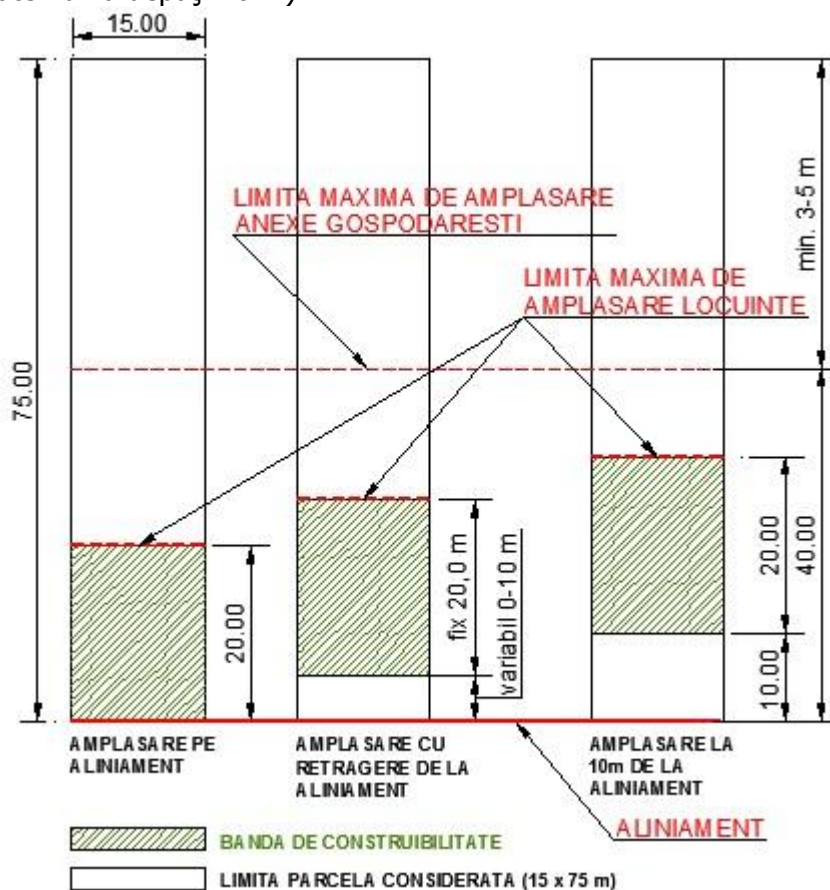 15.00
LIMITA MAXIMA DE AMPLASARE
ANEXE GOSPODARESTI
LIMITA MAXIMA DE
AMPLASARE LOCUINTE
min. 3-5 m
75.00
20.00
fix 20,0 m
variabil 0-10 m
20.00
40.00
10.00
AMPLASARE PE
ALINIAMENT
AMPLASARE CU
RETRAGERE DE LA
ALINIAMENT
AMPLASARE LA
10m DE LA
ALINIAMENT
ALINIAMENT
BANDA DE CONSTRUIBILITATE
LIMITA PARCELA CONSIDERATA (15 x 75 m)